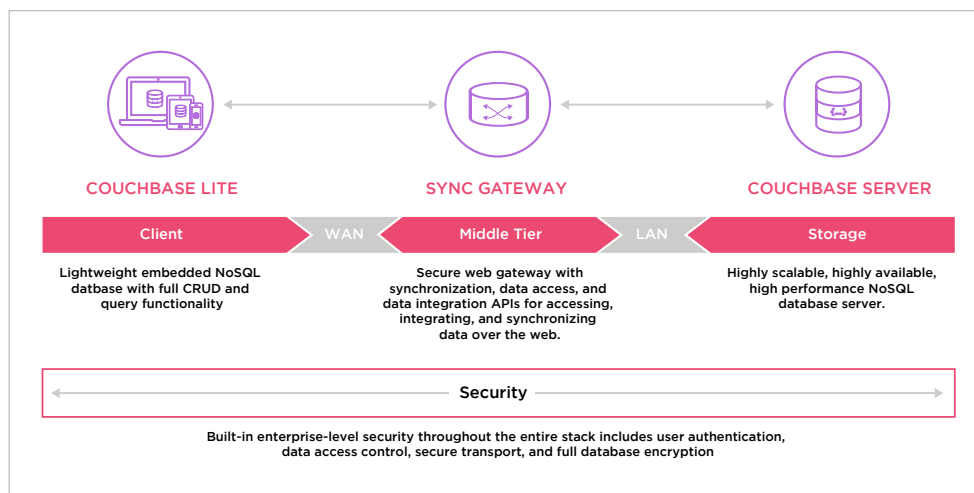 COUCHBASE LITE
SYNC GATEWAY
COUCHBASE SERVER
Client
WAN
Middle Tier
LAN
Storage
Lightweight embedded NoSQL
datbase with full CRUD and
query functionality
Secure web gateway with
synchronization, data access, and
data integration APIs for accessing,
integrating, and synchronizing
data over the web.
Highly scalable, highly available,
high performance NoSQL
database server.
Security
Built-in enterprise-level security throughout the entire stack includes user authentication,
data access control, secure transport, and full database encryption